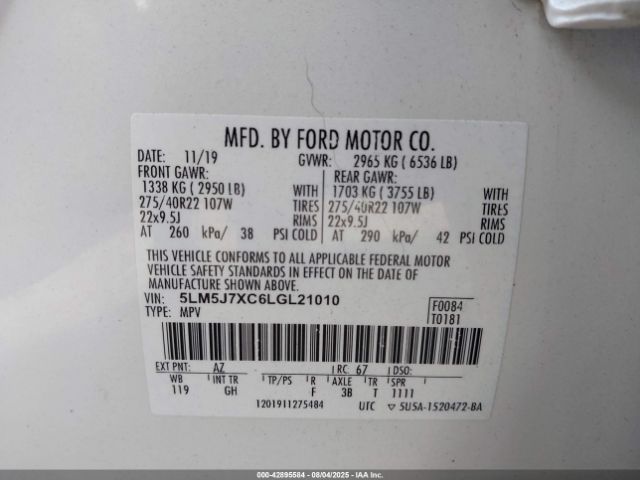 MFD. BY FORD MOTOR CO.
DATE: 11/19 GVWR: 2965 KG ( 6536 LB)
FRONT GAWR: REAR GAWR:
1338 KG ( 2950 LB) WITH 1703 KG ( 3755 LB) WITH
275/40R22 107W TIRES 275/40R22 107W TIRES
22x9.5J RIMS 22x9.5J RIMS
AT 260 kPa/ 38 PSI COLD AT 290 kPa/ 42 PSI COLD
THIS VEHICLE CONFORMS TO ALL APPLICABLE FEDERAL MOTOR
VEHICLE SAFETY STANDARDS IN EFFECT ON THE DATE OF
MANUFACTURE SHOWN ABOVE.
VIN: 5LM5J7XC6LGL21010 F0084
TYPE: MPV T0181
EXT PNT: AZ RC: 67 DSO:
WB INT TR TP/PS R AXLE TR SPR
119 GH F 3B T 1111
1201911275484 UTC ▽ 5USA-1520472-BA
000-42895584 - 08/04/2025 - Copyright IAA, LLC.